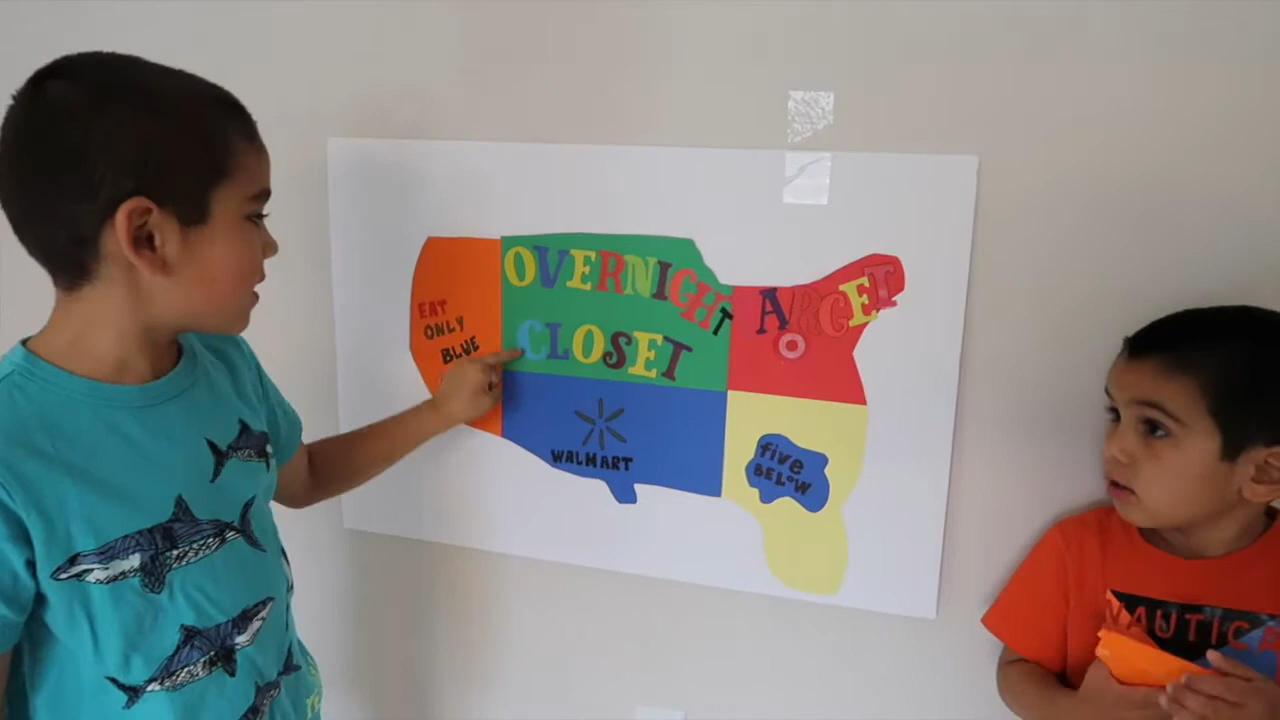 EAT
ONLY
BLUE
OVERNIGHT
CLOSET
ARGET
WALMART
five
BELOW
NAUTICA